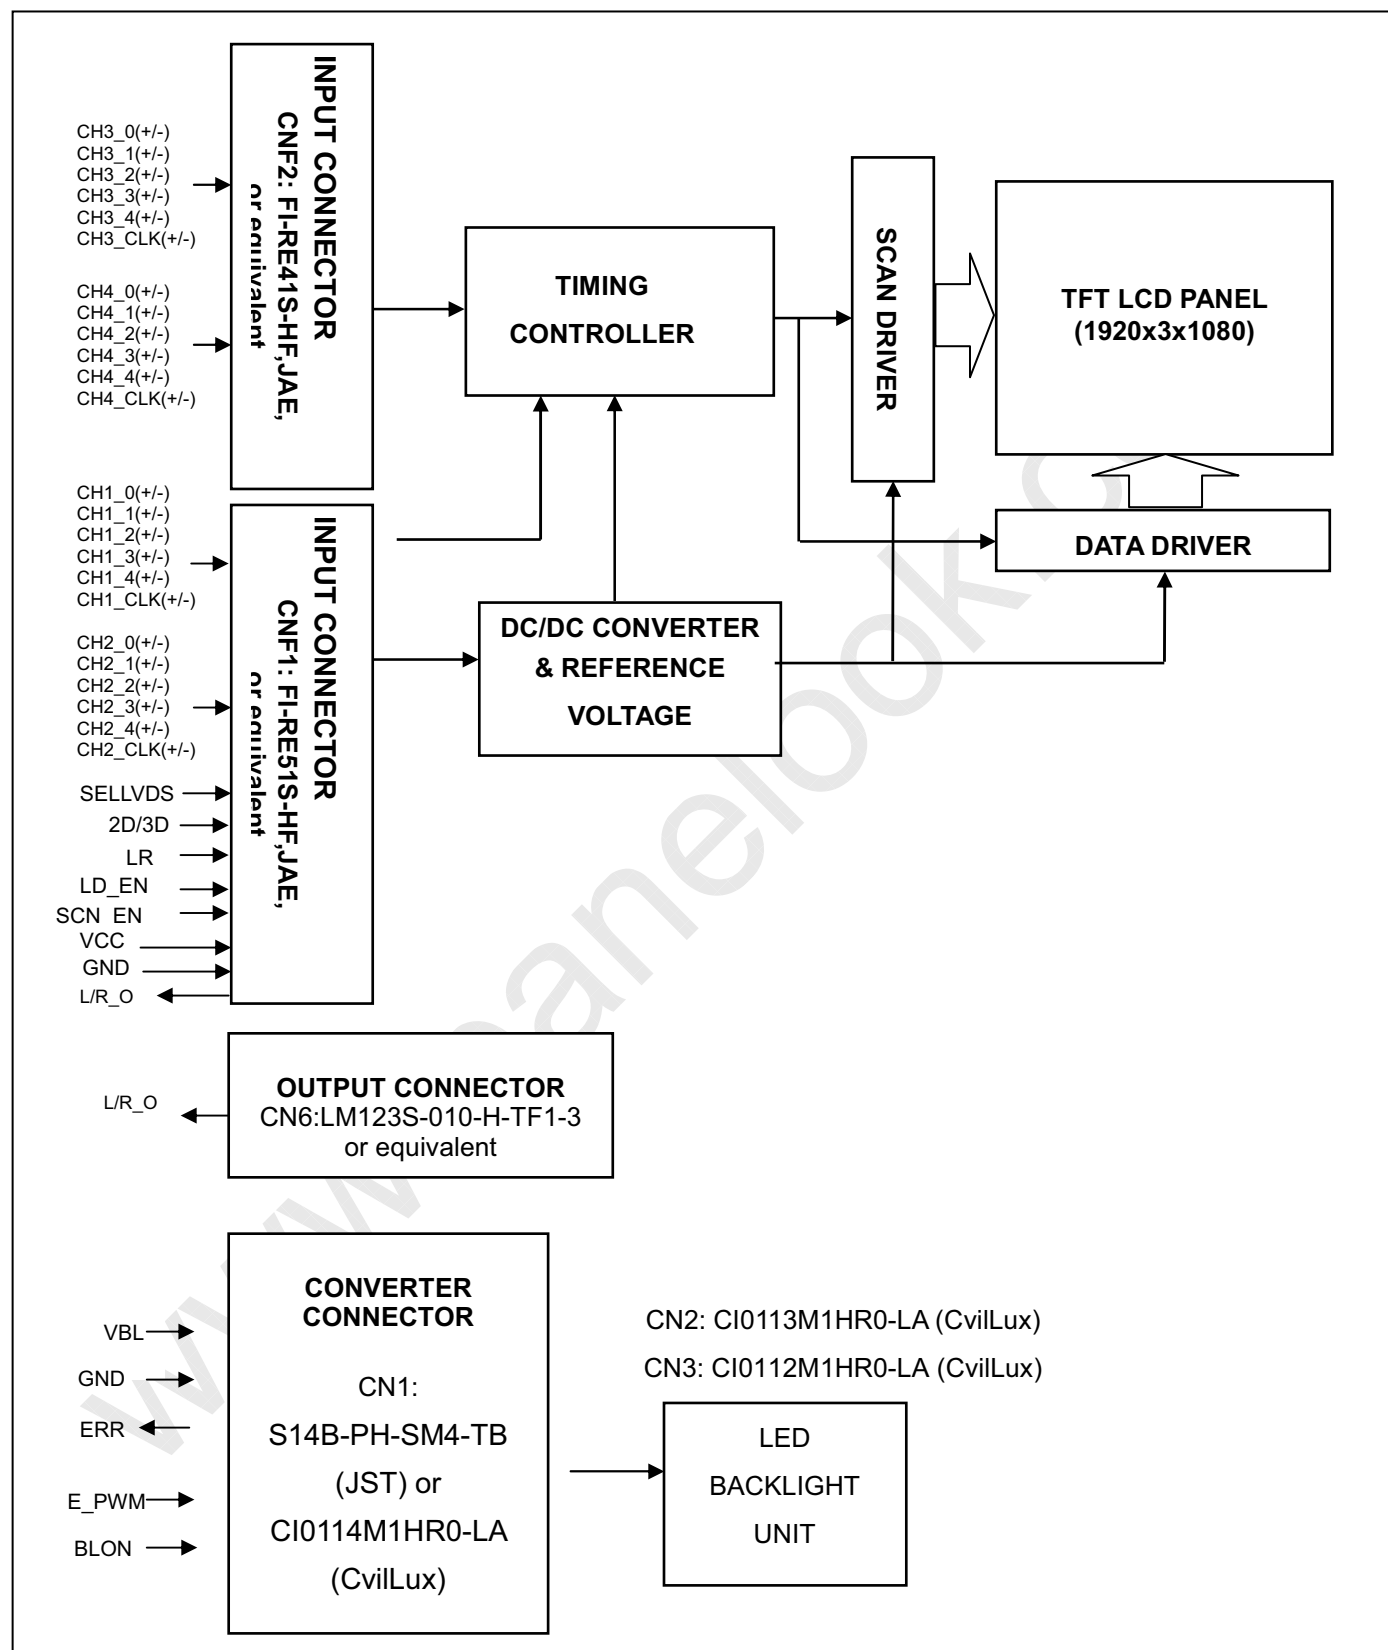 CH3_0(+/-)
CH3_1(+/-)
CH3_2(+/-)
CH3_3(+/-)
CH3_4(+/-)
CH3_CLK(+/-)
CH4_0(+/-)
CH4_1(+/-)
CH4_2(+/-)
CH4_3(+/-)
CH4_4(+/-)
CH4_CLK(+/-)
INPUT CONNECTOR
CNF2: FI-RE41S-HF,JAE,
or equivalent
TIMING
CONTROLLER
SCAN DRIVER
TFT LCD PANEL
(1920x3x1080)
CH1_0(+/-)
CH1_1(+/-)
CH1_2(+/-)
CH1_3(+/-)
CH1_4(+/-)
CH1_CLK(+/-)
CH2_0(+/-)
CH2_1(+/-)
CH2_2(+/-)
CH2_3(+/-)
CH2_4(+/-)
CH2_CLK(+/-)
SELLVDS
2D/3D
LR
LD_EN
SCN_EN
VCC
GND
L/R_O
INPUT CONNECTOR
CNF1: FI-RE51S-HF,JAE,
or equivalent
DC/DC CONVERTER
& REFERENCE
VOLTAGE
DATA DRIVER
L/R_O
OUTPUT CONNECTOR
CN6:LM123S-010-H-TF1-3
or equivalent
VBL
GND
ERR
E_PWM
BLON
CONVERTER
CONNECTOR
CN1:
S14B-PH-SM4-TB
(JST) or
CI0114M1HR0-LA
(CvilLux)
CN2: CI0113M1HR0-LA (CvilLux)
CN3: CI0112M1HR0-LA (CvilLux)
LED
BACKLIGHT
UNIT